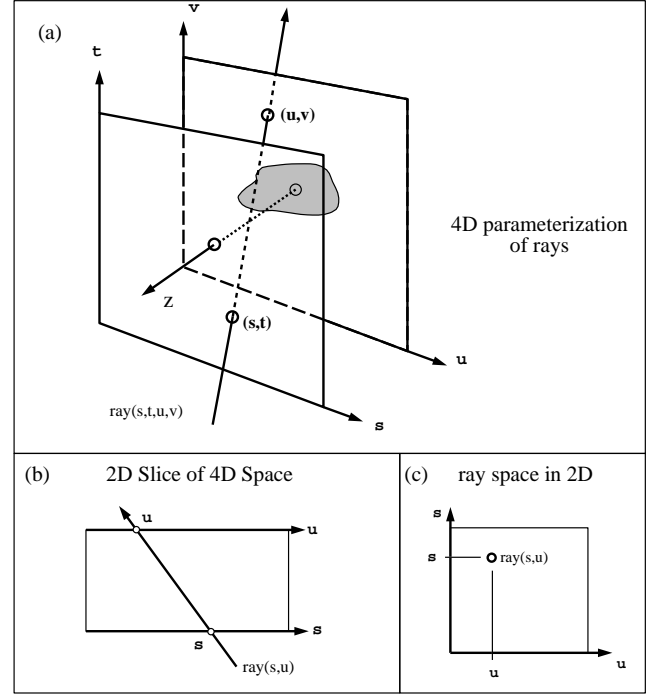 (a)
v
t
(u,v)
4D parameterization
of rays
Z
(s,t)
u
ray(s,t,u,v)
s
(b)
2D Slice of 4D Space
u
u
s
s
ray(s,u)
(c)
ray space in 2D
s
s
ray(s,u)
u
u